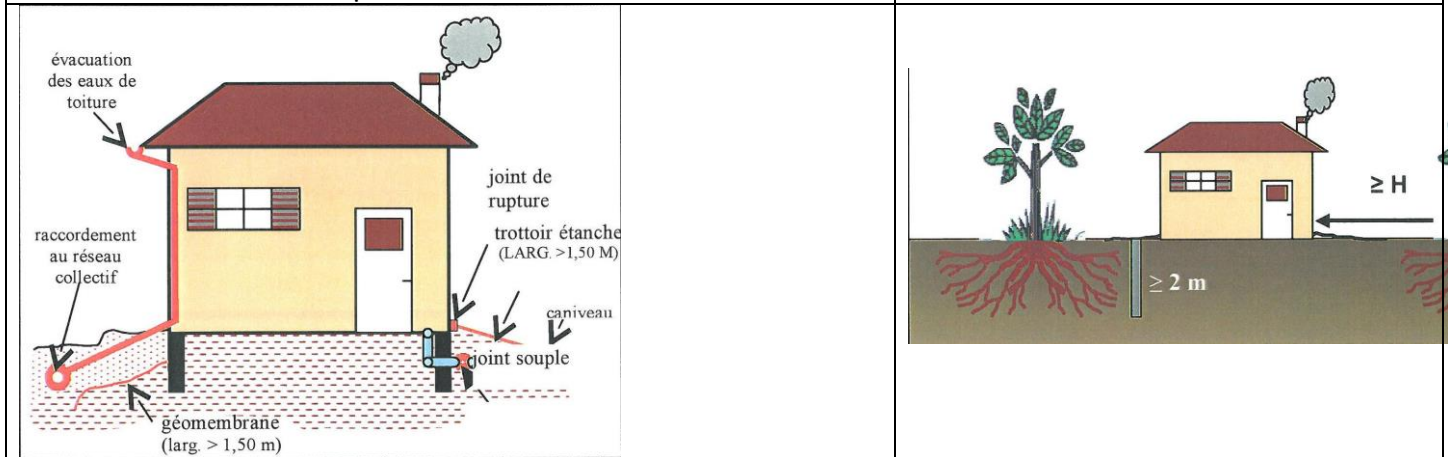 évacuation
des eaux de
toiture
raccordement
au réseau
collectif
géomembrane
(larg. > 1,50 m)
joint de
rupture
trottoir étanche
(LARG. >1,50 M)
caniveau
joint souple
≥ H
≥ 2 m